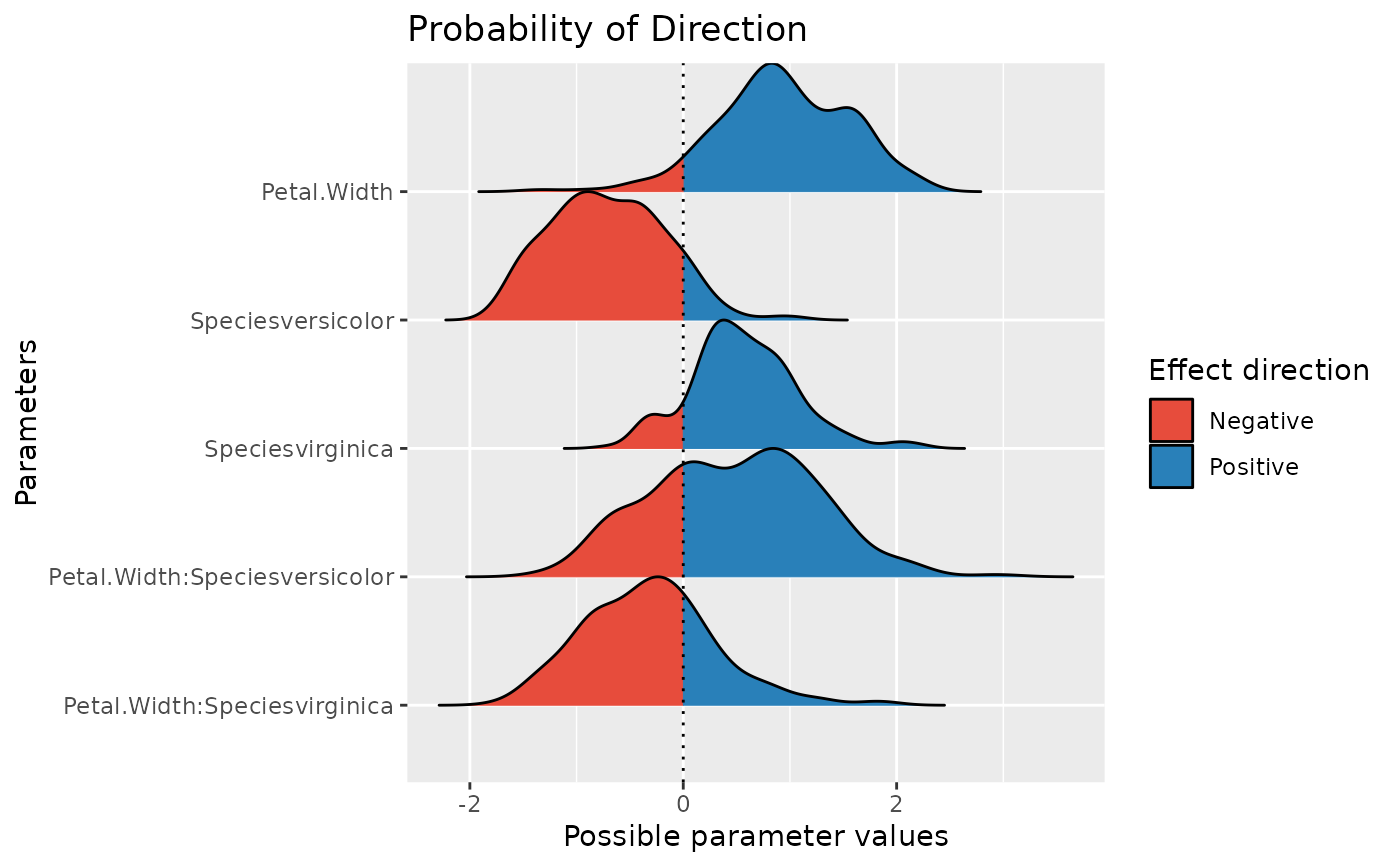 Probability of Direction
Parameters
Petal.Width
Speciesversicolor
Speciesvirginica
Petal.Width:Speciesversicolor
Petal.Width:Speciesvirginica
-2
0
2
Possible parameter values
Effect direction
Negative
Positive